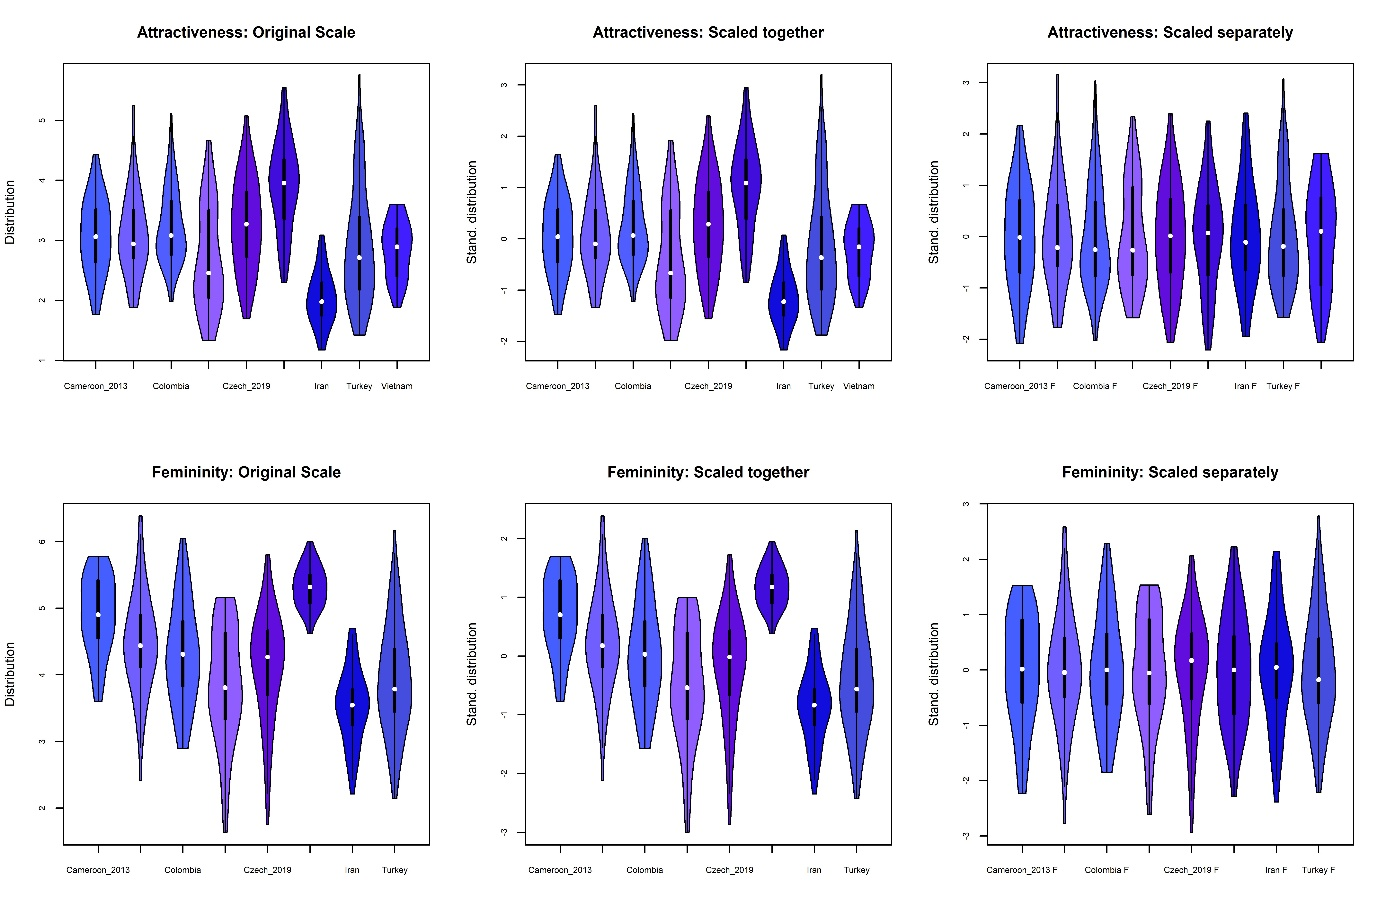 Attractiveness: Original Scale
Distribution
5
4
3
2
1
Cameroon_2013 Colombia Czech_2019 Iran Turkey Vietnam
Attractiveness: Scaled together
Stand. distribution
3
2
1
0
-1
-2
Cameroon_2013 Colombia Czech_2019 Iran Turkey Vietnam
Attractiveness: Scaled separately
Stand. distribution
3
2
1
0
-1
-2
Cameroon_2013 F Colombia F Czech_2019 F Iran F Turkey F
Femininity: Original Scale
Distribution
6
5
4
3
2
Cameroon_2013 Colombia Czech_2019 Iran Turkey
Femininity: Scaled together
Stand. distribution
2
1
0
-1
-2
-3
Cameroon_2013 Colombia Czech_2019 Iran Turkey
Femininity: Scaled separately
Stand. distribution
3
2
1
0
-1
-2
-3
Cameroon_2013 F Colombia F Czech_2019 F Iran F Turkey F